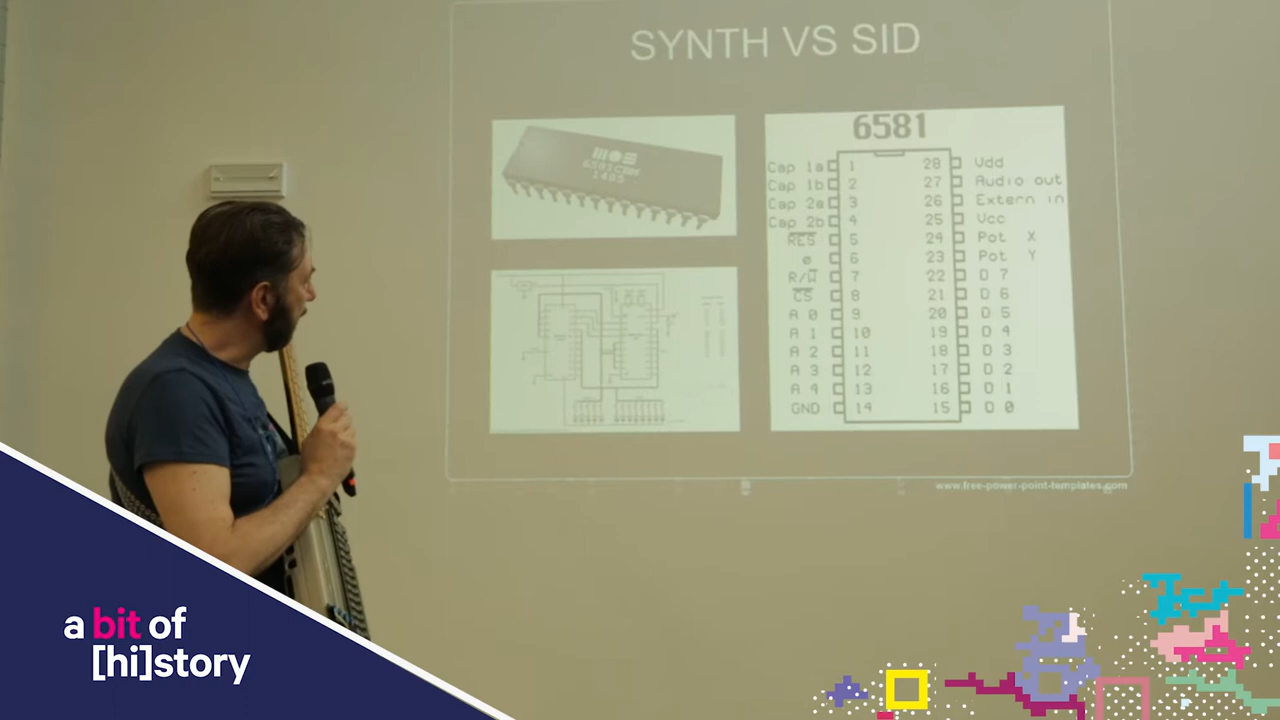 SYNTH VS SID
MOS
6581
Cap 1a 1 28 Vdd
Cap 1b 2 27 Audio out
Cap 2a 3 26 Extern in
Cap 2b 4 25 Vcc
RES 5 24 Pot X
ø 6 23 Pot Y
R/W 7 22 D 7
CS 8 21 D 6
A 0 9 20 D 5
A 1 10 19 D 4
A 2 11 18 D 3
A 3 12 17 D 2
A 4 13 16 D 1
GND 14 15 D 0
www.free-power-point-templates.com
a bit of
[hi]story